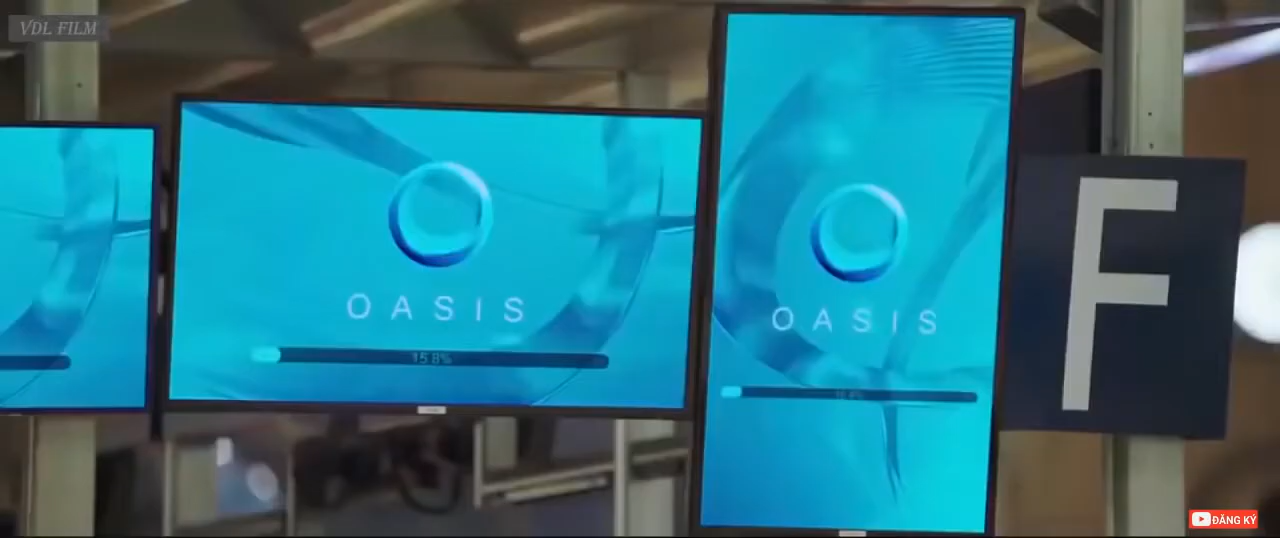 VDL FILM
OASIS
15.8%
OASIS
F
ĐĂNG KÝ